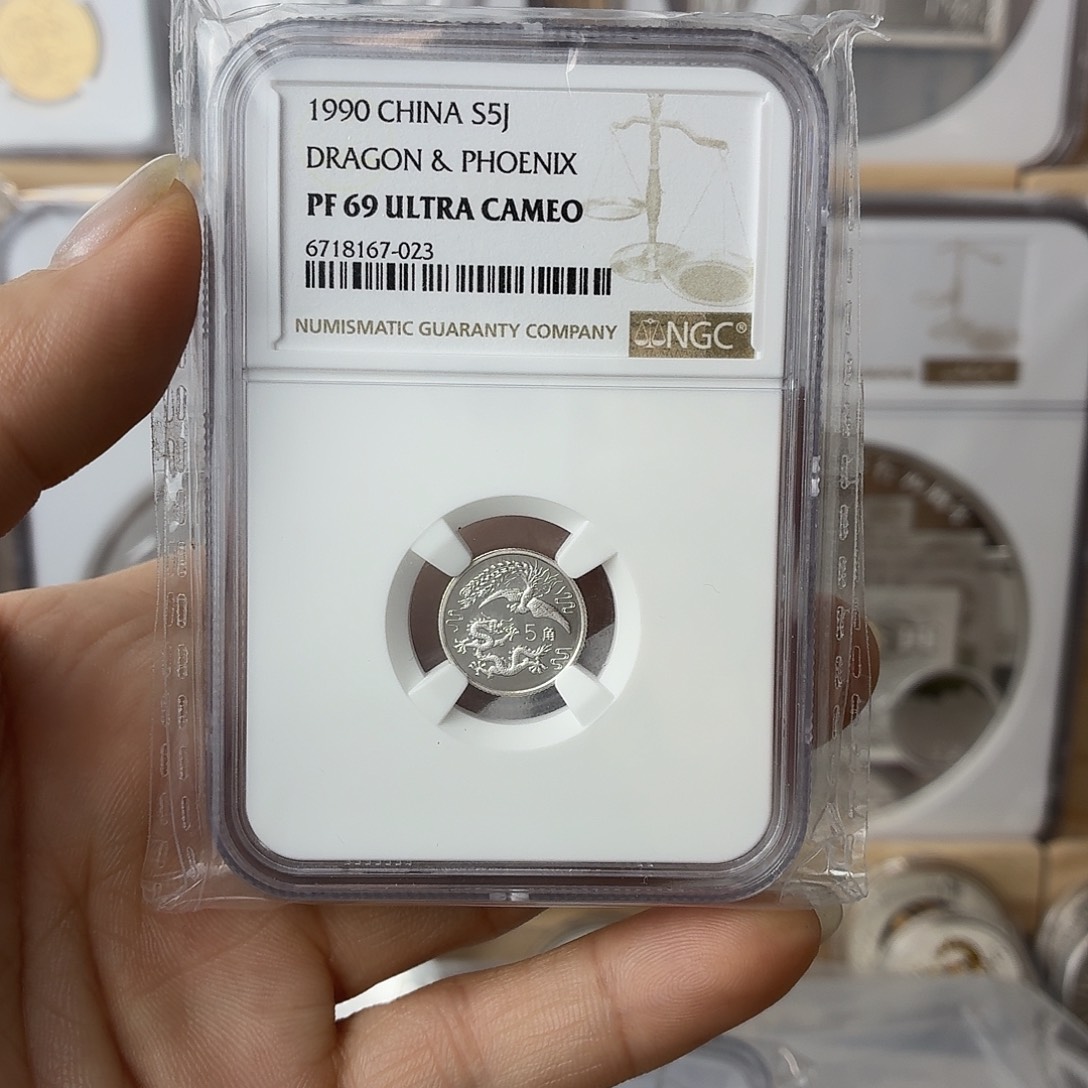 1990 CHINA S5J
DRAGON & PHOENIX
PF 69 ULTRA CAMEO
6718167-023
NUMISMATIC GUARANTY COMPANY NGC®
5角